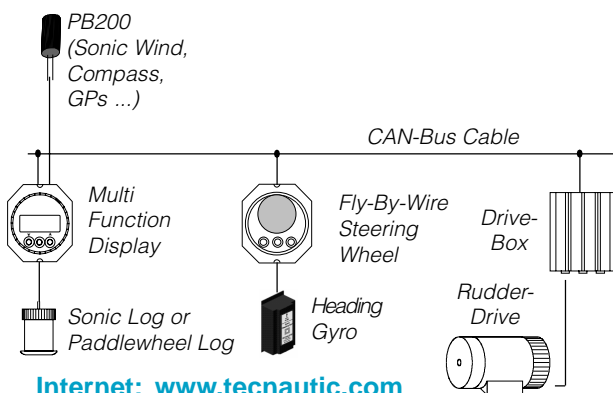 PB200
(Sonic Wind,
Compass,
GPs ...)
CAN-Bus Cable
Multi
Function
Display
Fly-By-Wire
Steering
Wheel
Drive-
Box
Sonic Log or
Paddlewheel Log
Heading
Gyro
Rudder-
Drive
Internet: www.tecnautic.com